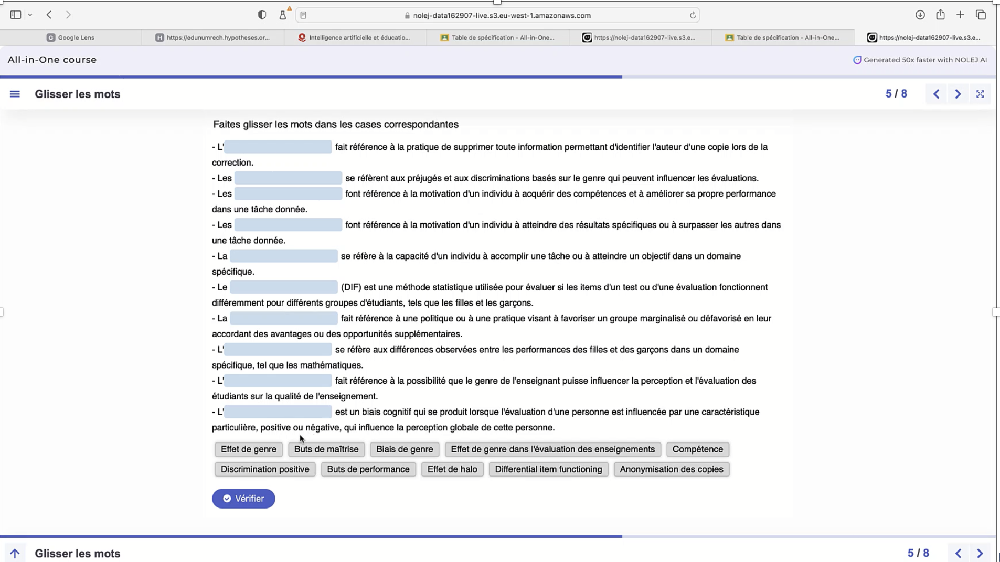 nolej-data162907-live.s3.eu-west-1.amazonaws.com
G Google Lens
H https://edunumrech.hypotheses.or...
Intelligence artificielle et éducatio...
Table de spécification - All-in-One...
https://nolej-data162907-live.s3.e...
Table de spécification - All-in-One...
https://nolej-data162907-live.s3.e...
All-in-One course
Generated 50x faster with NOLEJ AI
Glisser les mots
5 / 8
Faites glisser les mots dans les cases correspondantes
- L' fait référence à la pratique de supprimer toute information permettant d'identifier l'auteur d'une copie lors de la
correction.
- Les se réfèrent aux préjugés et aux discriminations basés sur le genre qui peuvent influencer les évaluations.
- Les font référence à la motivation d'un individu à acquérir des compétences et à améliorer sa propre performance
dans une tâche donnée.
- Les font référence à la motivation d'un individu à atteindre des résultats spécifiques ou à surpasser les autres dans
une tâche donnée.
- La se réfère à la capacité d'un individu à accomplir une tâche ou à atteindre un objectif dans un domaine
spécifique.
- Le (DIF) est une méthode statistique utilisée pour évaluer si les items d'un test ou d'une évaluation fonctionnent
différemment pour différents groupes d'étudiants, tels que les filles et les garçons.
- La fait référence à une politique ou à une pratique visant à favoriser un groupe marginalisé ou défavorisé en leur
accordant des avantages ou des opportunités supplémentaires.
- L' se réfère aux différences observées entre les performances des filles et des garçons dans un domaine
spécifique, tel que les mathématiques.
- L' fait référence à la possibilité que le genre de l'enseignant puisse influencer la perception et l'évaluation des
étudiants sur la qualité de l'enseignement.
- L' est un biais cognitif qui se produit lorsque l'évaluation d'une personne est influencée par une caractéristique
particulière, positive ou négative, qui influence la perception globale de cette personne.
Effet de genre Buts de maîtrise Biais de genre Effet de genre dans l'évaluation des enseignements Compétence
Discrimination positive Buts de performance Effet de halo Differential item functioning Anonymisation des copies
Vérifier
Glisser les mots
5 / 8